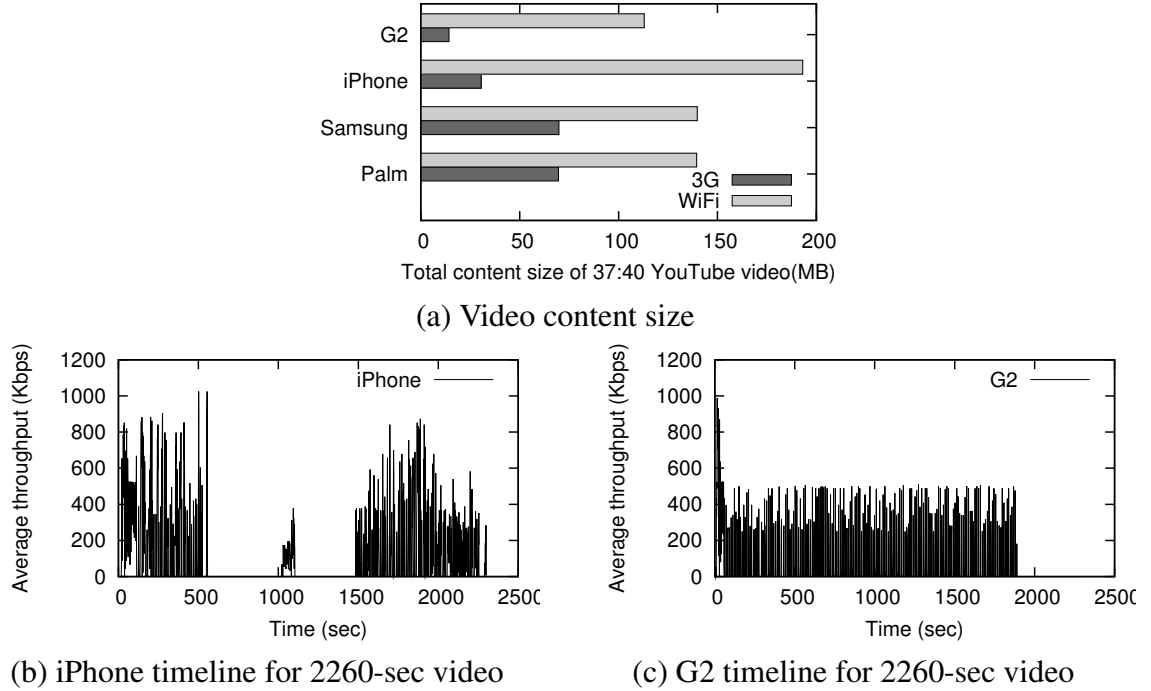 G2
iPhone
Samsung
Palm
3G
WiFi
0 50 100 150 200
Total content size of 37:40 YouTube video(MB)
(a) Video content size
1200
1000
800
600
400
200
0
Average throughput (Kbps)
iPhone
0 500 1000 1500 2000 2500
Time (sec)
(b) iPhone timeline for 2260-sec video
1200
1000
800
600
400
200
0
Average throughput (Kbps)
G2
0 500 1000 1500 2000 2500
Time (sec)
(c) G2 timeline for 2260-sec video